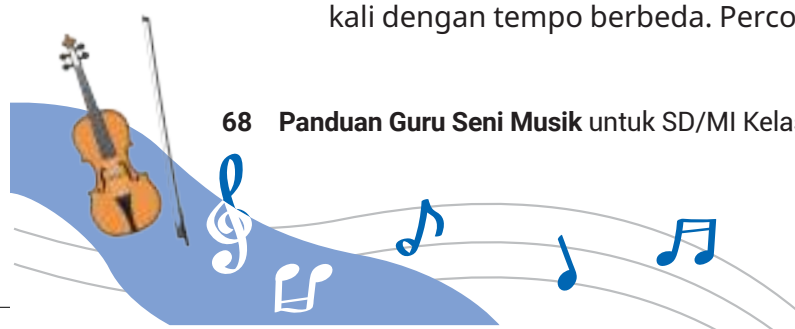 kali dengan tempo berbeda. Perco
68 Panduan Guru Seni Musik untuk SD/MI Kela